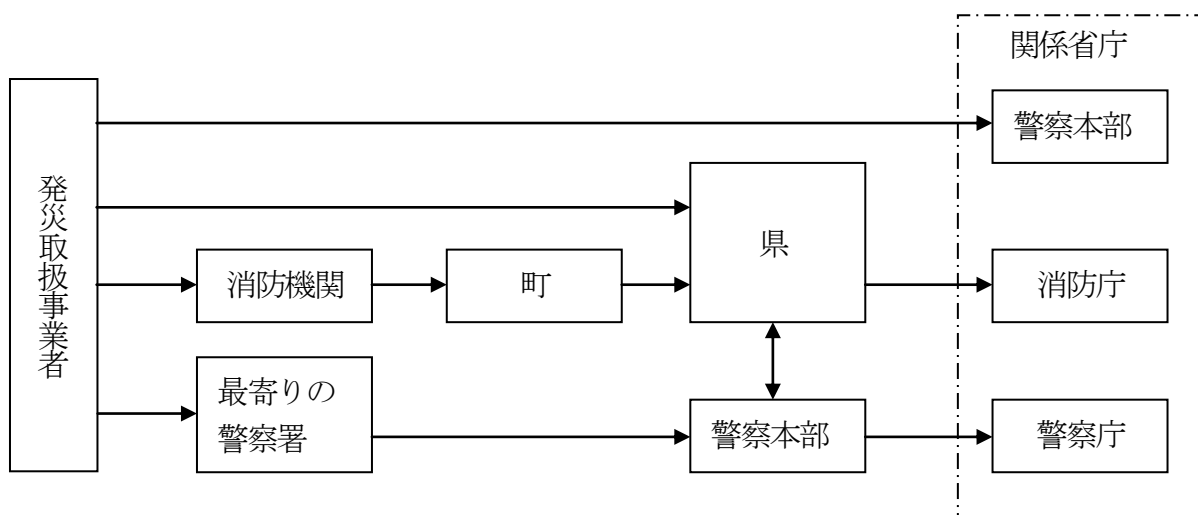 関係省庁
警察本部
発災取扱事業者
県
消防機関
町
消防庁
最寄りの
警察署
警察本部
警察庁